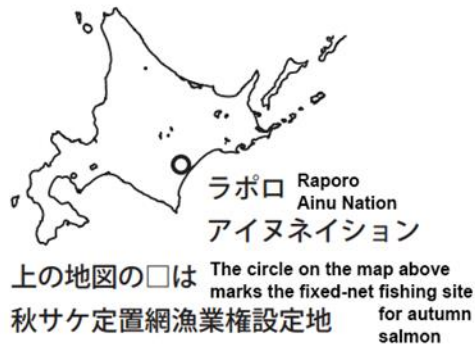 ラポロ
アイヌネイション
Raporo
Ainu Nation
上の地図の□は
秋サケ定置網漁業権設定地
The circle on the map above
marks the fixed-net fishing site
for autumn
salmon